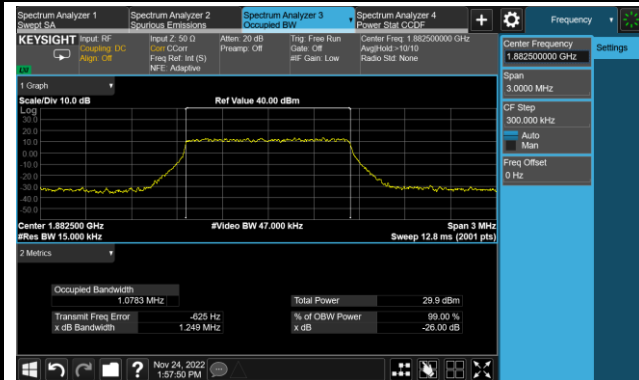 Spectrum Analyzer 1
Swept SA
Spectrum Analyzer 2
Spurious Emissions
Spectrum Analyzer 3
Occupied BW
Spectrum Analyzer 4
Power Stat CCDF
+
Frequency
KEYSIGHT
Input: RF
Coupling: DC
Align: Off
Input Z: 50 Ω
Corr CCorr
Freq Ref: Int (S)
NFE: Adaptive
Atten: 20 dB
Preamp: Off
Trig: Free Run
Gate: Off
#IF Gain: Low
Center Freq: 1.882500000 GHz
Avg|Hold:>10/10
Radio Std: None
Center Frequency
1.882500000 GHz
Settings
Span
3.0000 MHz
CF Step
300.000 kHz
Auto
Man
Freq Offset
0 Hz
1 Graph
Scale/Div 10.0 dB
Ref Value 40.00 dBm
Log
30.0
20.0
10.0
0.00
-10.0
-20.0
-30.0
-40.0
-50.0
Center 1.882500 GHz
#Video BW 47.000 kHz
Span 3 MHz
#Res BW 15.000 kHz
Sweep 12.8 ms (2001 pts)
2 Metrics
Occupied Bandwidth
1.0783 MHz
Total Power
29.9 dBm
Transmit Freq Error
-625 Hz
% of OBW Power
99.00 %
x dB Bandwidth
1.249 MHz
x dB
-26.00 dB
?
Nov 24, 2022
1:57:50 PM